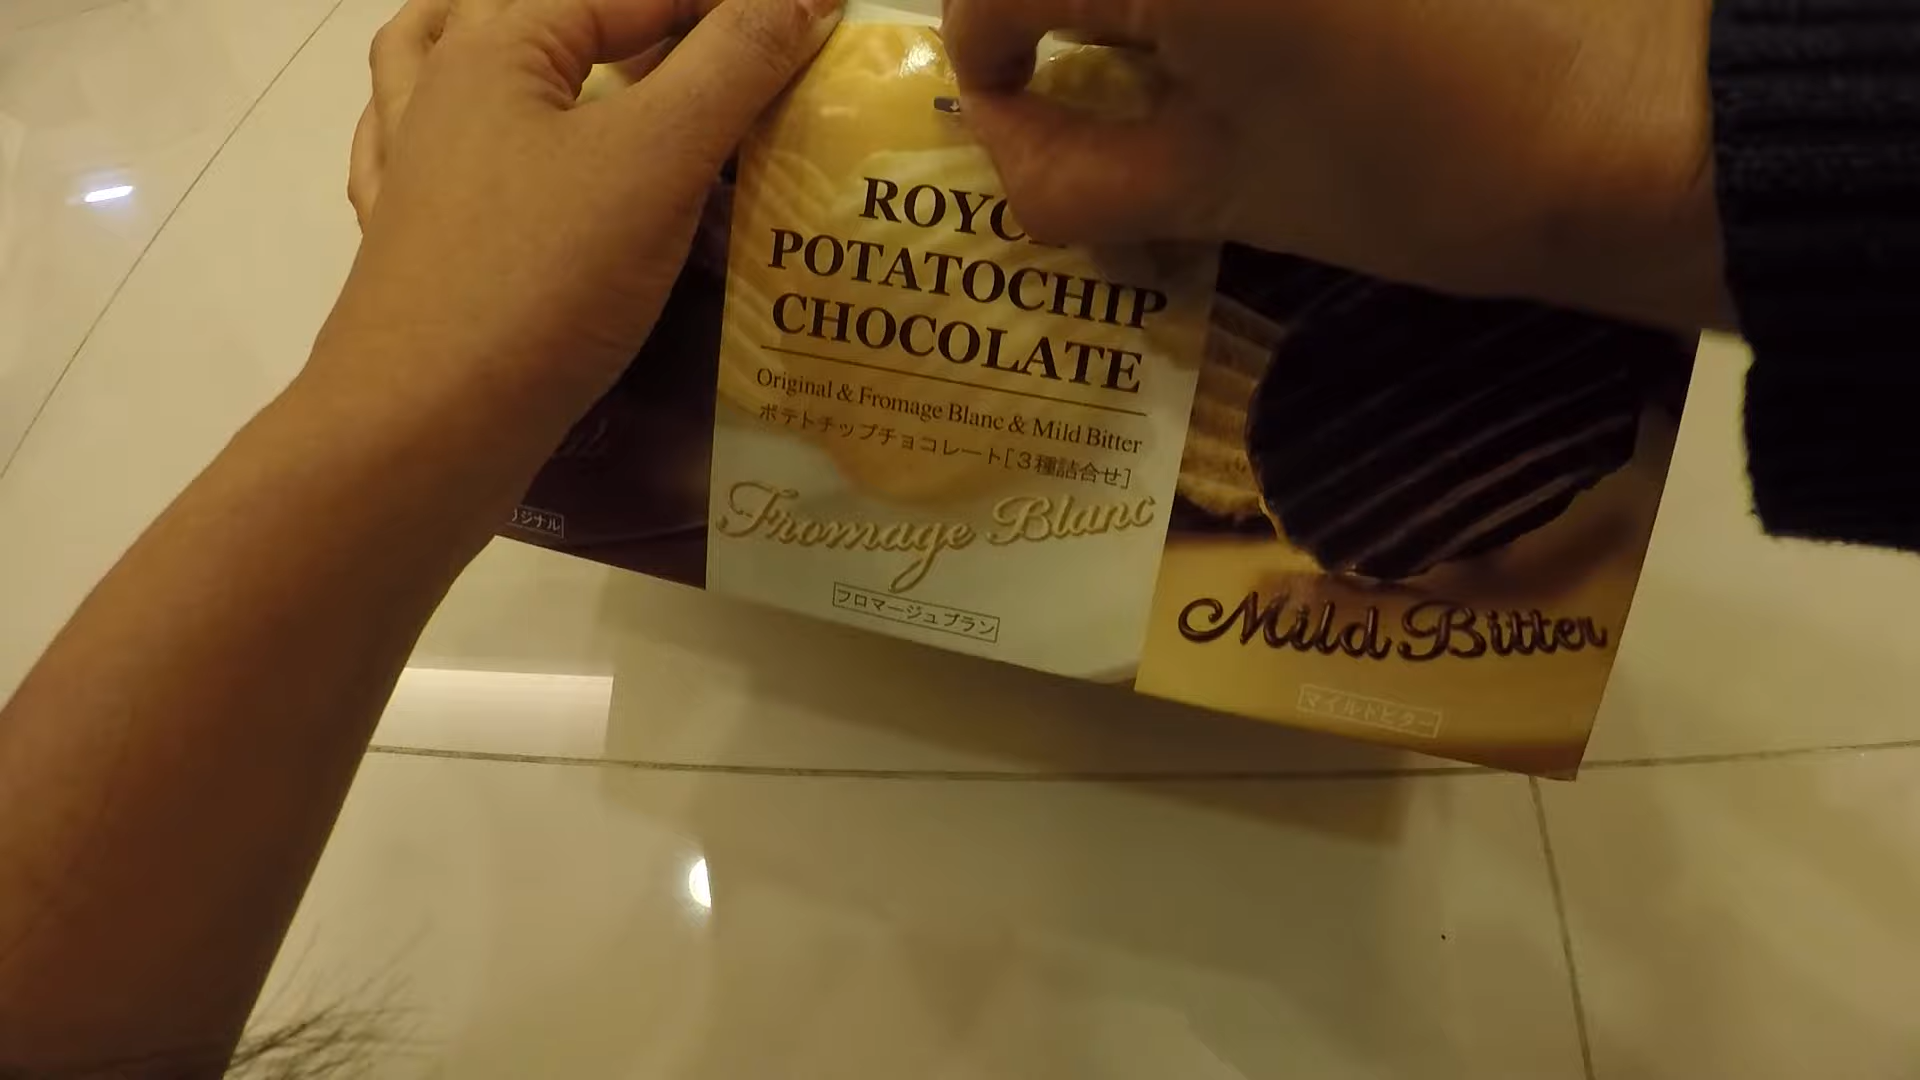 POTATOCHIP
CHOCOLATE
Original & Fromage Blanc & Mild Bitter
ポテトチップチョコレート[3種詰合せ]
Fromage Blanc
フロマージュブラン
Mild Bitter
マイルドビター